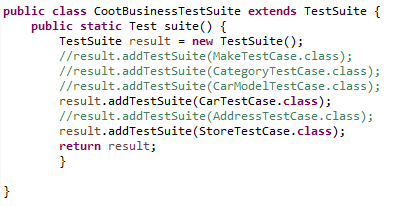 public class CootBusinessTestSuite extends TestSuite {
    public static Test suite() {
        TestSuite result = new TestSuite();
        //result.addTestSuite(MakeTestCase.class);
        //result.addTestSuite(CategoryTestCase.class);
        //result.addTestSuite(CarModelTestCase.class);
        result.addTestSuite(CarTestCase.class);
        //result.addTestSuite(AddressTestCase.class);
        result.addTestSuite(StoreTestCase.class);
        return result;
        }
}